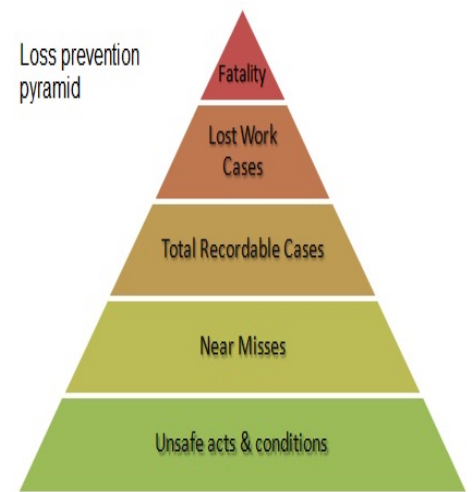 Loss prevention
pyramid
Fatality
Lost Work
Cases
Total Recordable Cases
Near Misses
Unsafe acts & conditions